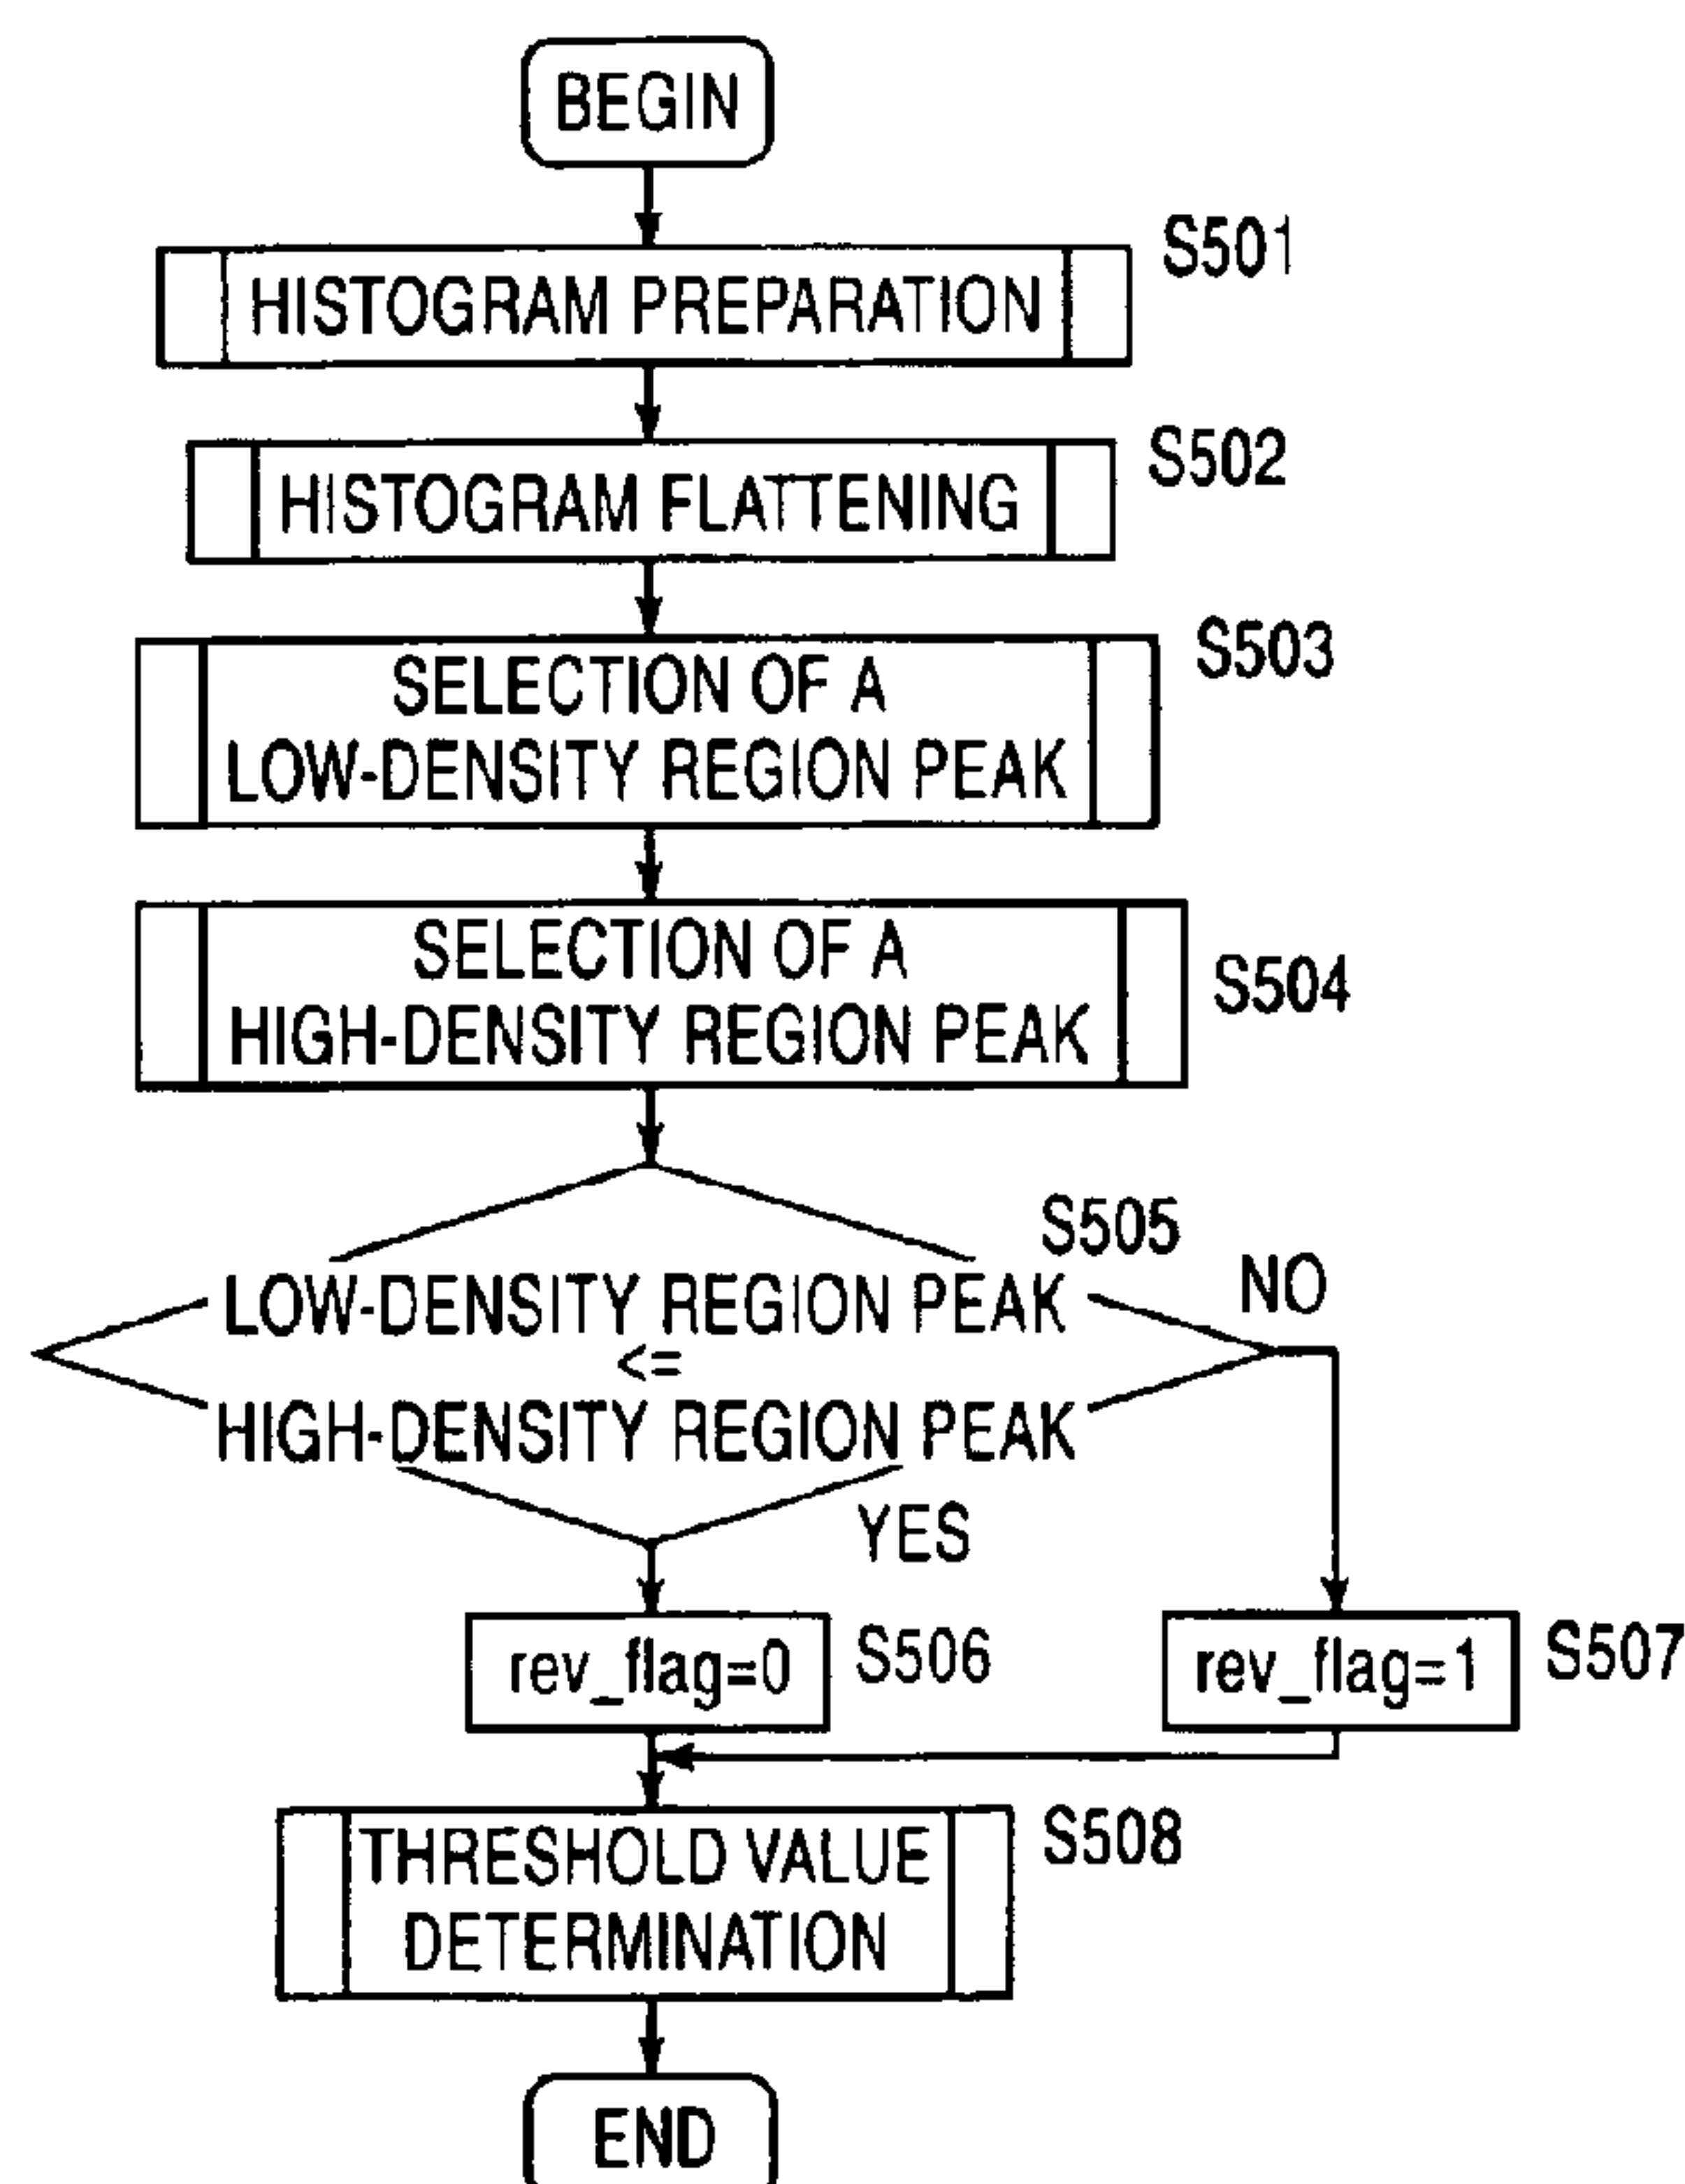 BEGIN
S501
HISTOGRAM PREPARATION
S502
HISTOGRAM FLATTENING
S503
SELECTION OF A
LOW-DENSITY REGION PEAK
SELECTION OF A
HIGH-DENSITY REGION PEAK
S504
S505
NO
LOW-DENSITY REGION PEAK
<=
HIGH-DENSITY REGION PEAK
YES
rev_flag=0
S506
rev_flag=1
S507
THRESHOLD VALUE
DETERMINATION
S508
END